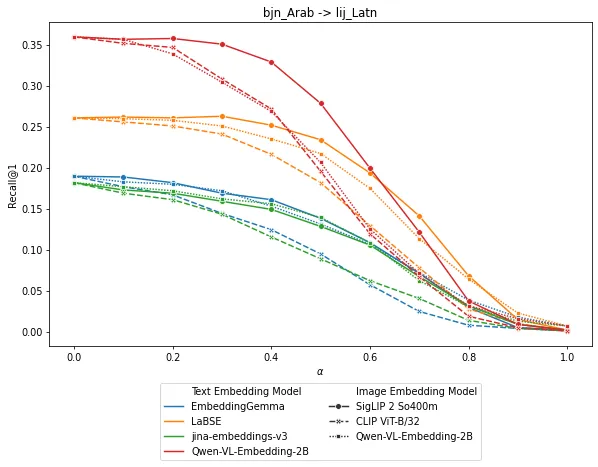 bjn_Arab -> lij_Latn
Recall@1
0.35
0.30
0.25
0.20
0.15
0.10
0.05
0.00
0.0 0.2 0.4 0.6 0.8 1.0
α
Text Embedding Model Image Embedding Model
EmbeddingGemma SigLIP 2 So400m
LaBSE CLIP ViT-B/32
jina-embeddings-v3 Qwen-VL-Embedding-2B
Qwen-VL-Embedding-2B